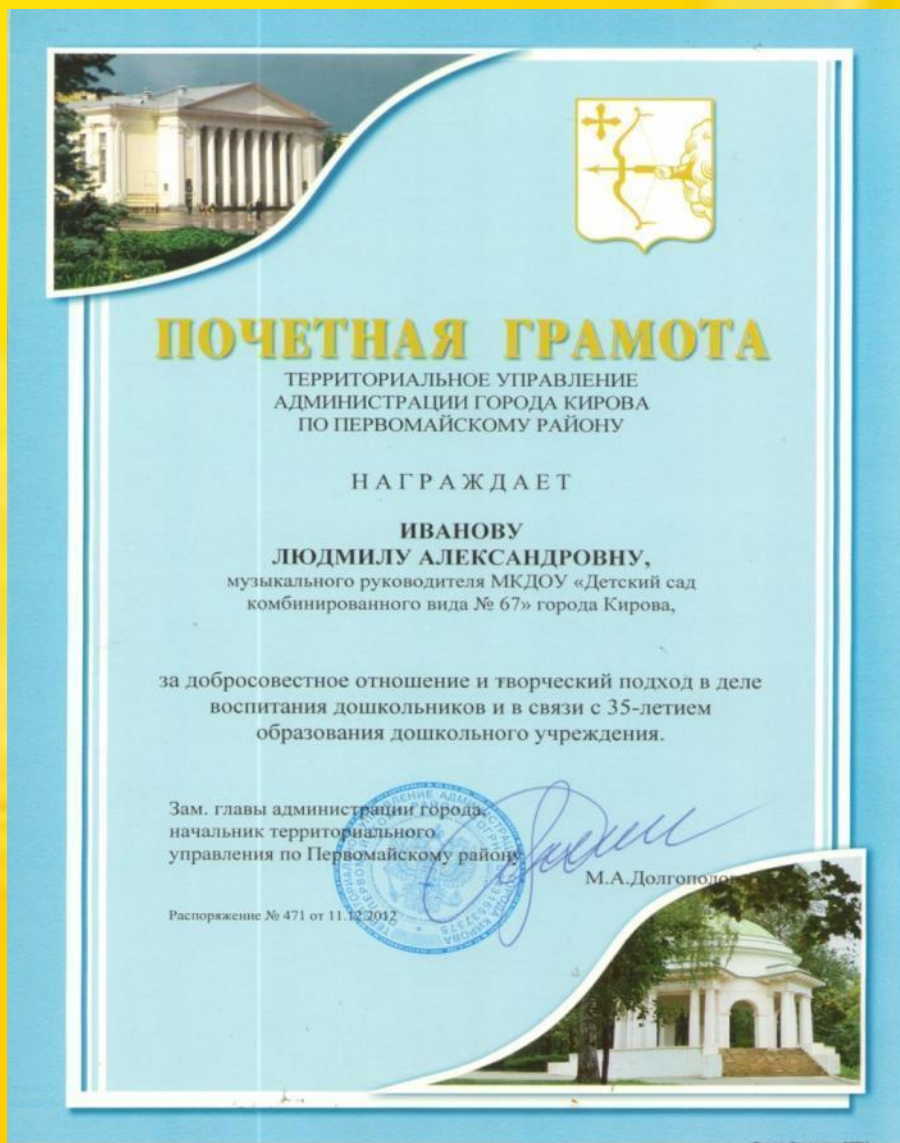 ПОЧЕТНАЯ ГРАМОТА
ТЕРРИТОРИАЛЬНОЕ УПРАВЛЕНИЕ
АДМИНИСТРАЦИИ ГОРОДА КИРОВА
ПО ПЕРВОМАЙСКОМУ РАЙОНУ
НАГРАЖДАЕТ
ИВАНОВУ
ЛЮДМИЛУ АЛЕКСАНДРОВНУ,
музыкального руководителя МКДОУ «Детский сад
комбинированного вида № 67» города Кирова,
за добросовестное отношение и творческий подход в деле
воспитания дошкольников и в связи с 35-летием
образования дошкольного учреждения.
Зам. главы администрации города,
начальник территориального
управления по Первомайскому району
М.А.
Распоряжение № 471 от 11.12.2012